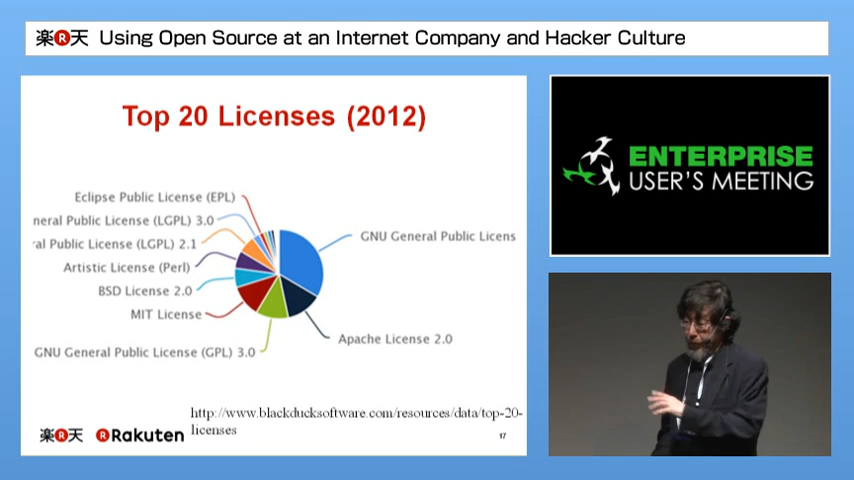 楽R天 Using Open Source at an Internet Company and Hacker Culture
Top 20 Licenses (2012)
Eclipse Public License (EPL)
neral Public License (LGPL) 3.0
al Public License (LGPL) 2.1
Artistic License (Perl)
BSD License 2.0
MIT License
GNU General Public License (GPL) 3.0
GNU General Public Licens
Apache License 2.0
http://www.blackducksoftware.com/resources/data/top-20-
licenses
楽R天 R Rakuten
17
ENTERPRISE
USER'S MEETING